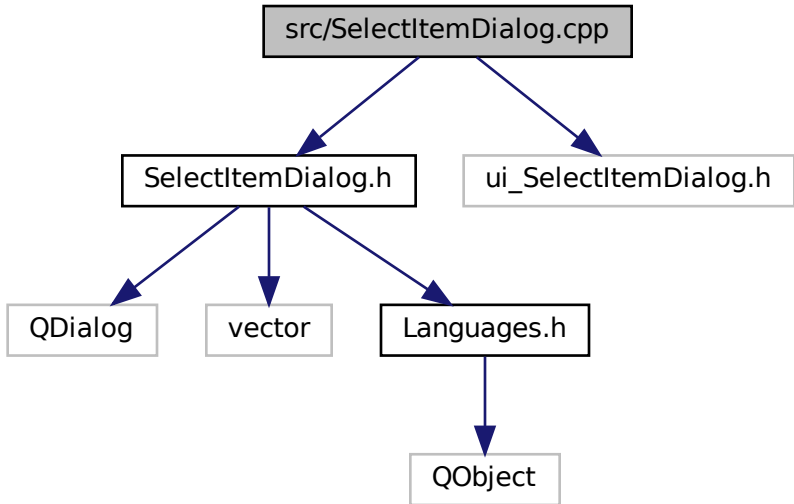 src/SelectItemDialog.cpp
SelectItemDialog.h
ui_SelectItemDialog.h
QDialog
vector
Languages.h
QObject